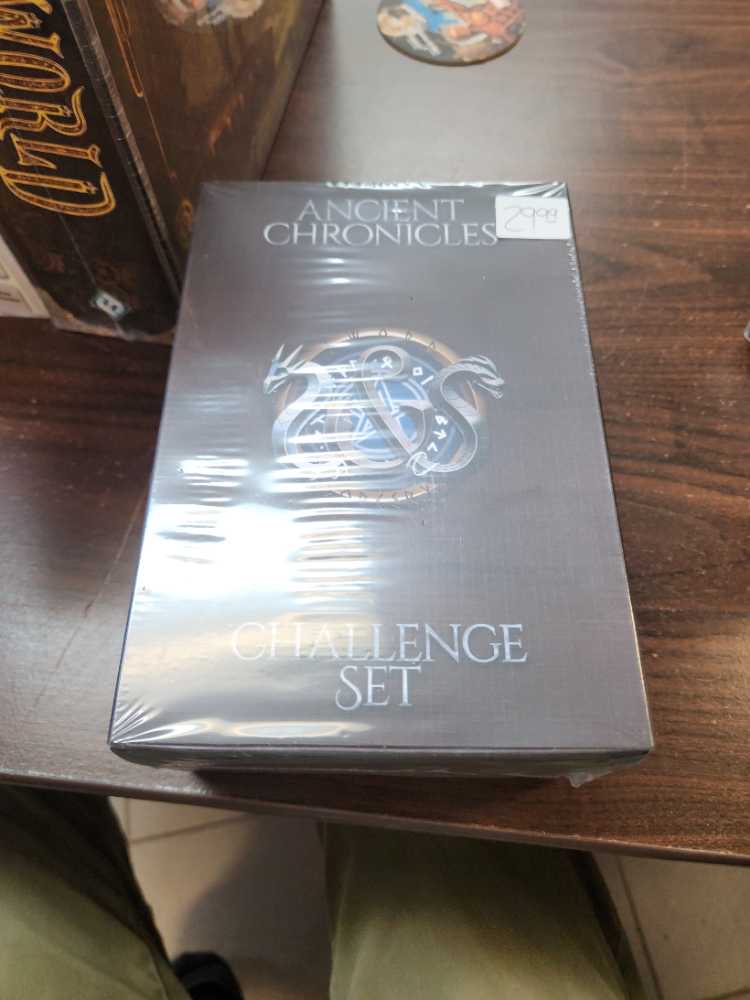 WORLD
ANCIENT
CHRONICLES
29.99
CHALLENGE
SET